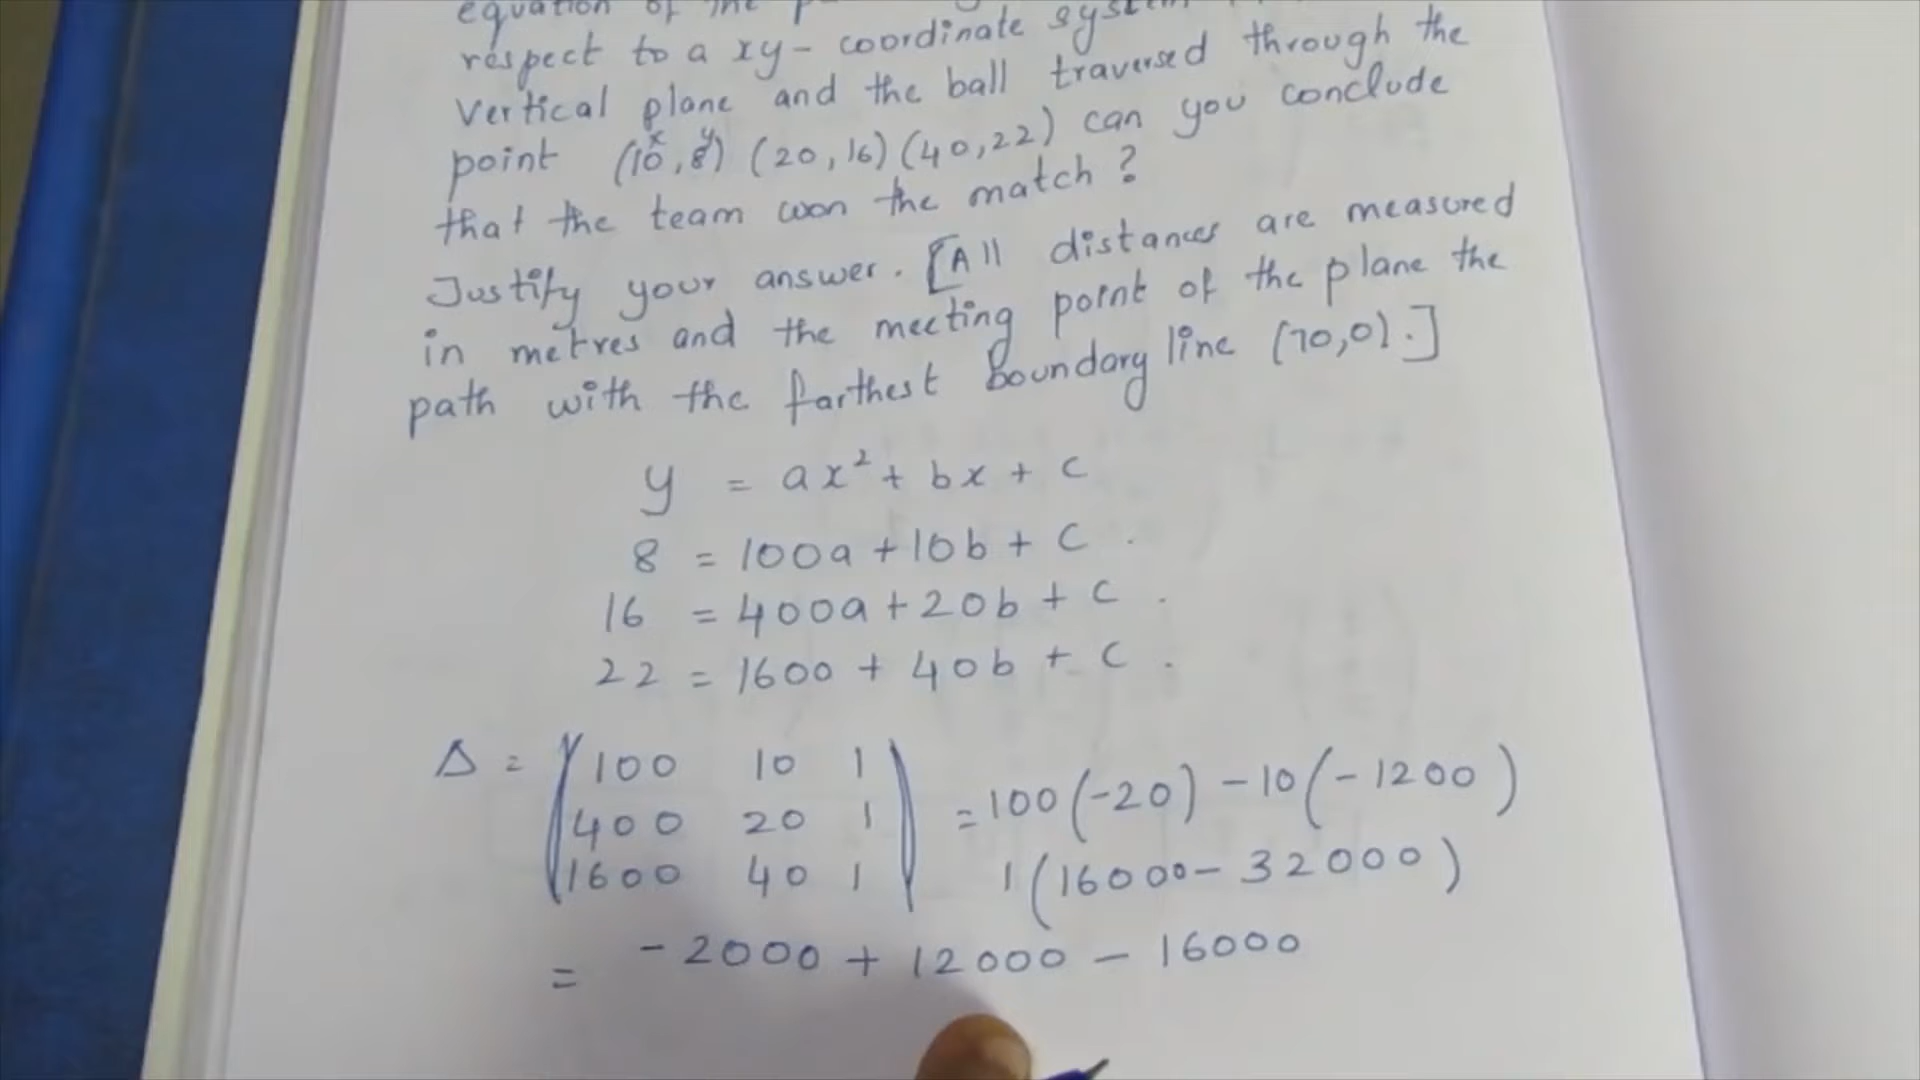 equation of the
respect to a xy- coordinate system
Vertical plane and the ball traversed through the
point (10,8) (20,16) (40,22) can you conclude
that the team won the match?
Justify your answer. [All distances are measured
in metres and the meeting point of the plane the
path with the farthest boundary line (70,0).]
y = ax² + bx + c
8 = 100a + 10b + C .
16 = 400a + 20b + c .
22 = 1600 + 40b + c .
Δ = | 100 10 1 | = 100(-20) - 10(-1200)
400 20 1
1600 40 1 1(16000 - 32000)
= -2000 + 12000 - 16000